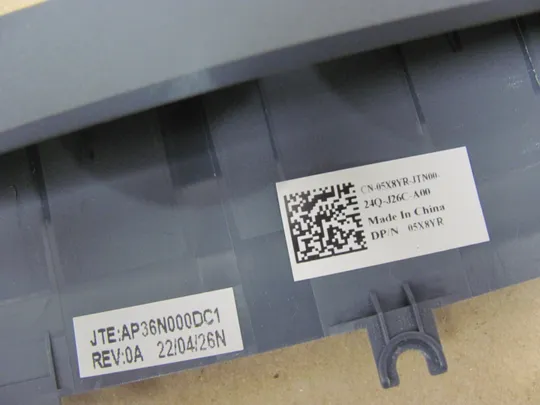 CN-05X8YR-JTN00-
24Q-J26C-A00
Made In China
DP/N 05X8YR
JTE:AP36N000DC1
REV:0A 22/04/26N